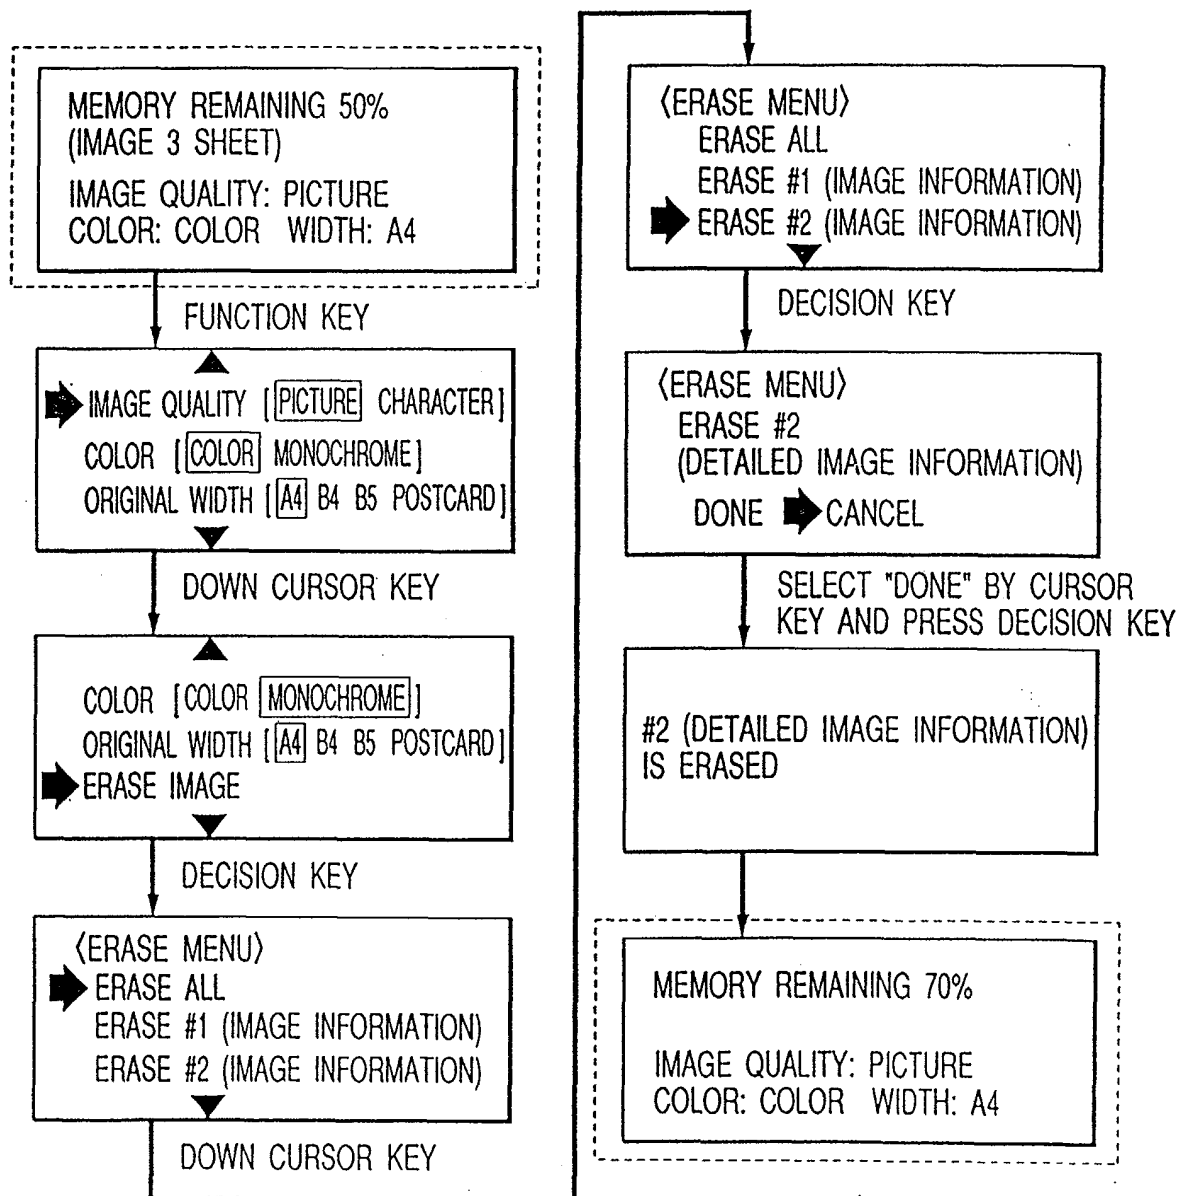 MEMORY REMAINING 50%
(IMAGE 3 SHEET)
IMAGE QUALITY: PICTURE
COLOR: COLOR WIDTH: A4
FUNCTION KEY
IMAGE QUALITY [PICTURE CHARACTER]
COLOR [COLOR MONOCHROME]
ORIGINAL WIDTH [A4 B4 B5 POSTCARD]
DOWN CURSOR KEY
COLOR [COLOR MONOCHROME]
ORIGINAL WIDTH [A4 B4 B5 POSTCARD]
ERASE IMAGE
DECISION KEY
〈ERASE MENU〉
ERASE ALL
ERASE #1 (IMAGE INFORMATION)
ERASE #2 (IMAGE INFORMATION)
DOWN CURSOR KEY
〈ERASE MENU〉
ERASE ALL
ERASE #1 (IMAGE INFORMATION)
ERASE #2 (IMAGE INFORMATION)
DECISION KEY
〈ERASE MENU〉
ERASE #2
(DETAILED IMAGE INFORMATION)
DONE CANCEL
SELECT "DONE" BY CURSOR
KEY AND PRESS DECISION KEY
#2 (DETAILED IMAGE INFORMATION)
IS ERASED
MEMORY REMAINING 70%
IMAGE QUALITY: PICTURE
COLOR: COLOR WIDTH: A4